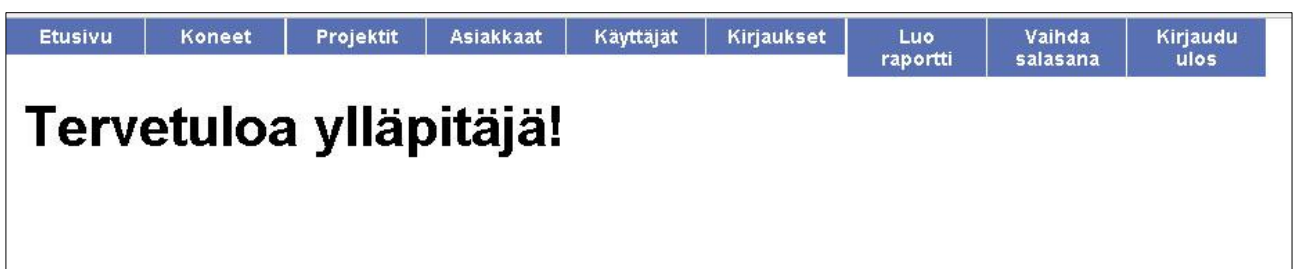 Etusivu Koneet Projektit Asiakkaat Käyttäjät Kirjaukset Luo raportti Vaihda salasana Kirjaudu ulos
Tervetuloa ylläpitäjä!